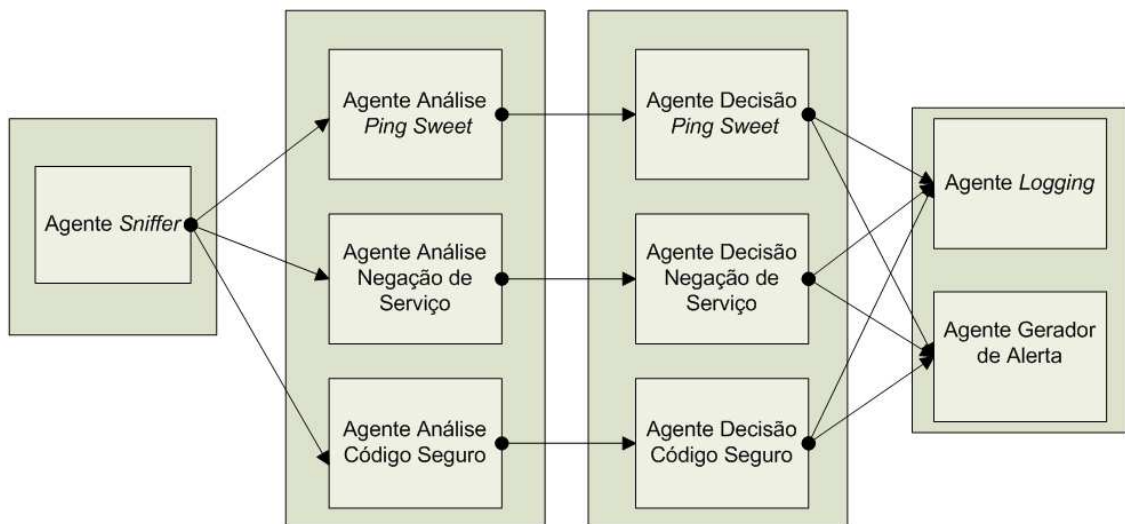 Agente Sniffer
Agente Análise
Ping Sweet
Agente Análise
Negação de
Serviço
Agente Análise
Código Seguro
Agente Decisão
Ping Sweet
Agente Decisão
Negação de
Serviço
Agente Decisão
Código Seguro
Agente Logging
Agente Gerador
de Alerta